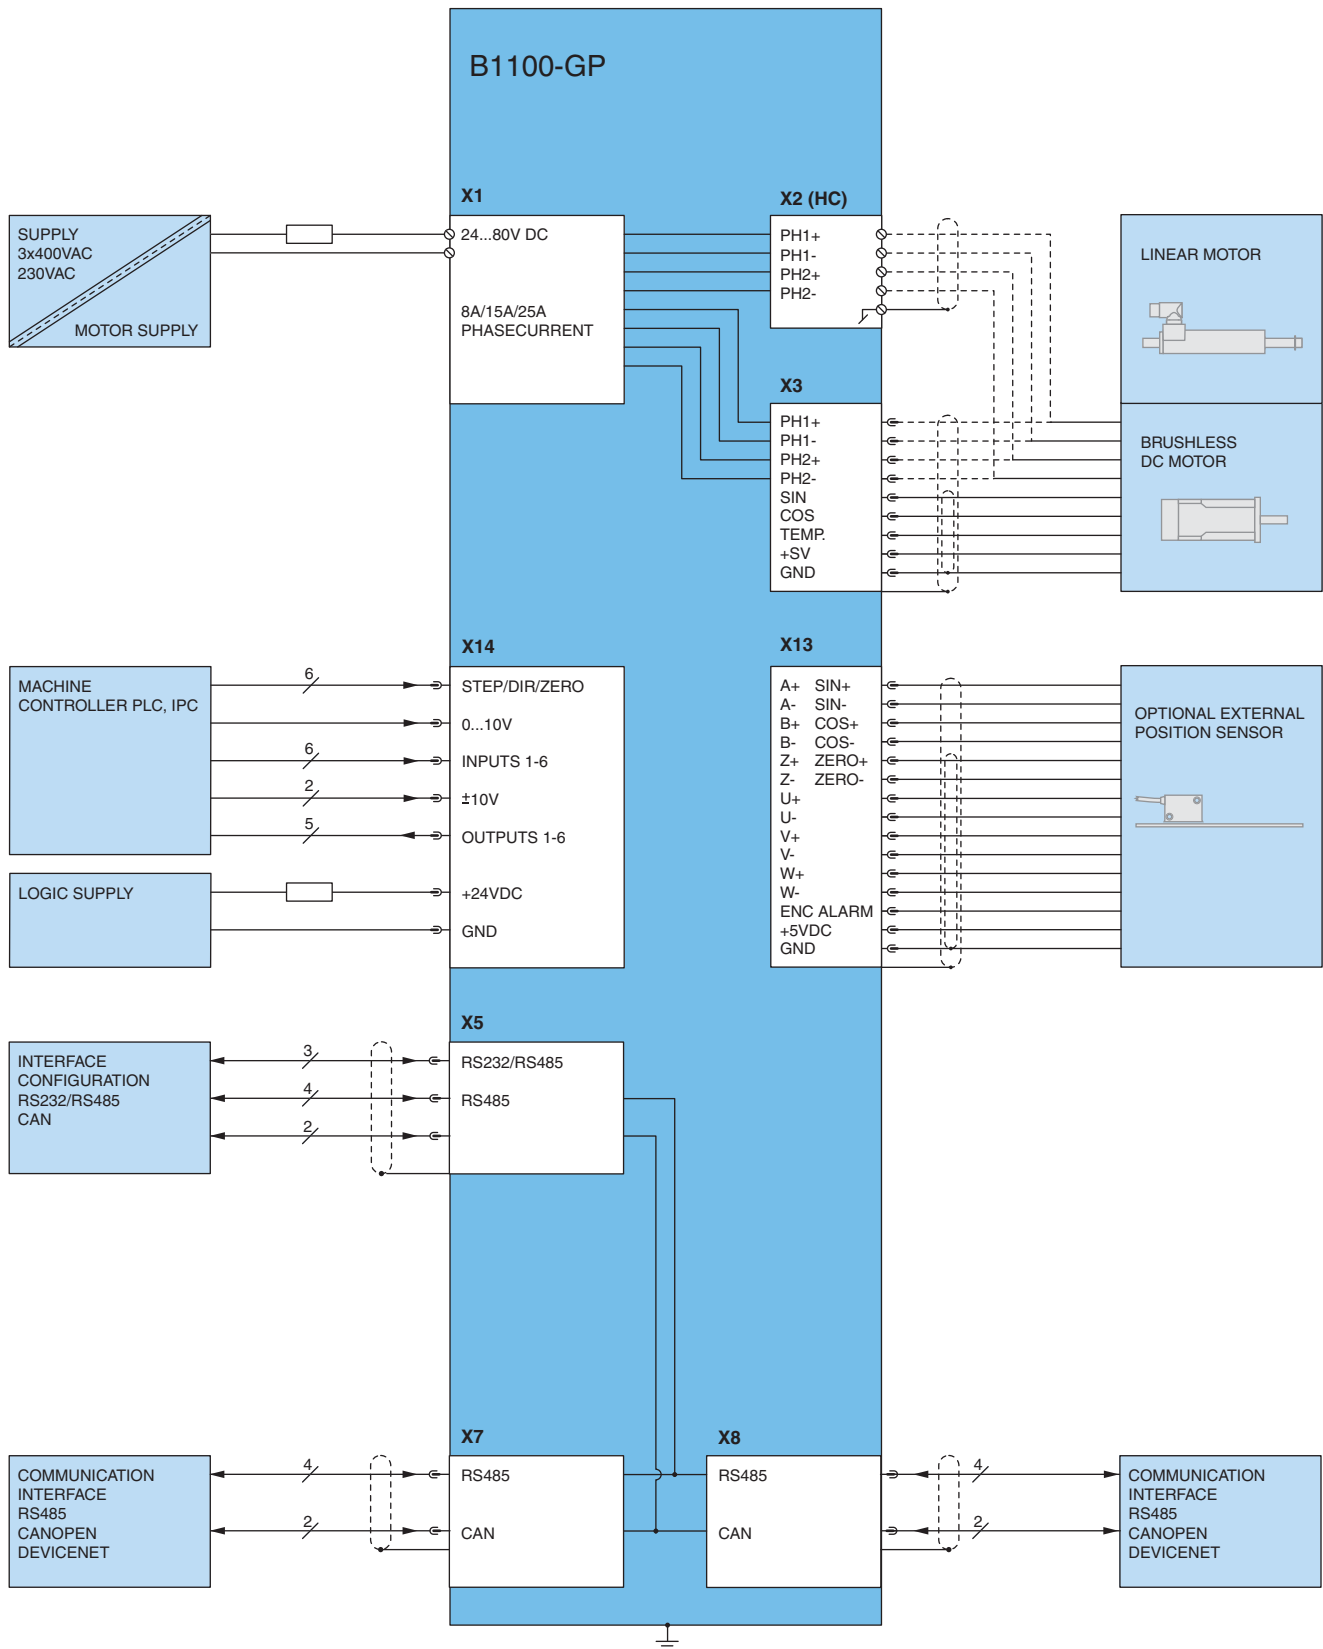 B1100-GP
X1
SUPPLY
3x400VAC
230VAC
MOTOR SUPPLY
24...80V DC
8A/15A/25A
PHASECURRENT
X2 (HC)
PH1+
PH1-
PH2+
PH2-
LINEAR MOTOR
X3
PH1+
PH1-
PH2+
PH2-
SIN
COS
TEMP.
+SV
GND
BRUSHLESS
DC MOTOR
X14
MACHINE
CONTROLLER PLC, IPC
6
STEP/DIR/ZERO
0...10V
6
INPUTS 1-6
2
±10V
5
OUTPUTS 1-6
LOGIC SUPPLY
+24VDC
GND
X13
A+ SIN+
A- SIN-
B+ COS+
B- COS-
Z+ ZERO+
Z- ZERO-
U+
U-
V+
V-
W+
W-
ENC ALARM
+5VDC
GND
OPTIONAL EXTERNAL
POSITION SENSOR
X5
INTERFACE
CONFIGURATION
RS232/RS485
CAN
3
RS232/RS485
4
RS485
2
X7
COMMUNICATION
INTERFACE
RS485
CANOPEN
DEVICENET
4
RS485
2
CAN
X8
RS485
CAN
4
2
COMMUNICATION
INTERFACE
RS485
CANOPEN
DEVICENET